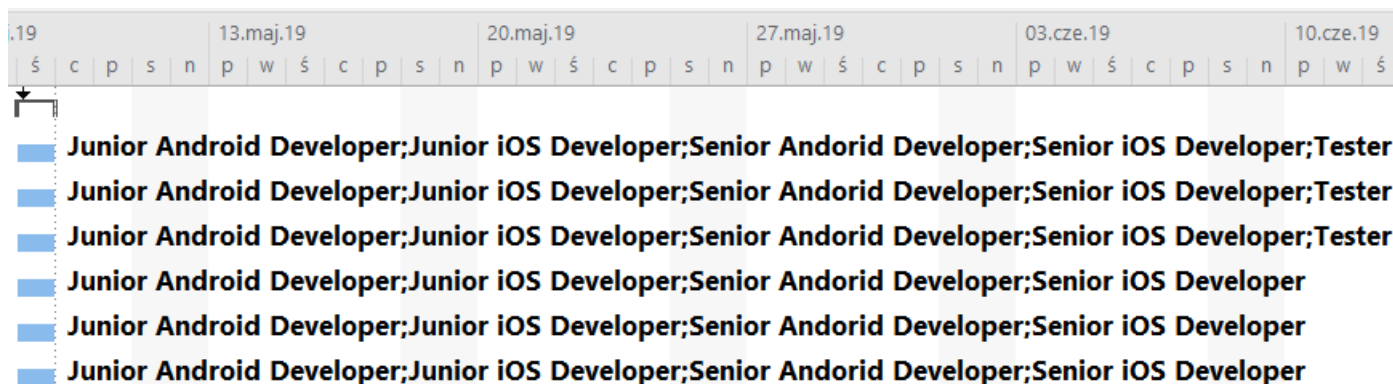 .19 13.maj.19 20.maj.19 27.maj.19 03.cze.19 10.cze.19
ś c p s n p w ś c p s n p w ś c p s n p w ś c p s n p w ś c p s n p w ś
Junior Android Developer;Junior iOS Developer;Senior Andorid Developer;Senior iOS Developer;Tester
Junior Android Developer;Junior iOS Developer;Senior Andorid Developer;Senior iOS Developer;Tester
Junior Android Developer;Junior iOS Developer;Senior Andorid Developer;Senior iOS Developer;Tester
Junior Android Developer;Junior iOS Developer;Senior Andorid Developer;Senior iOS Developer
Junior Android Developer;Junior iOS Developer;Senior Andorid Developer;Senior iOS Developer
Junior Android Developer;Junior iOS Developer;Senior Andorid Developer;Senior iOS Developer